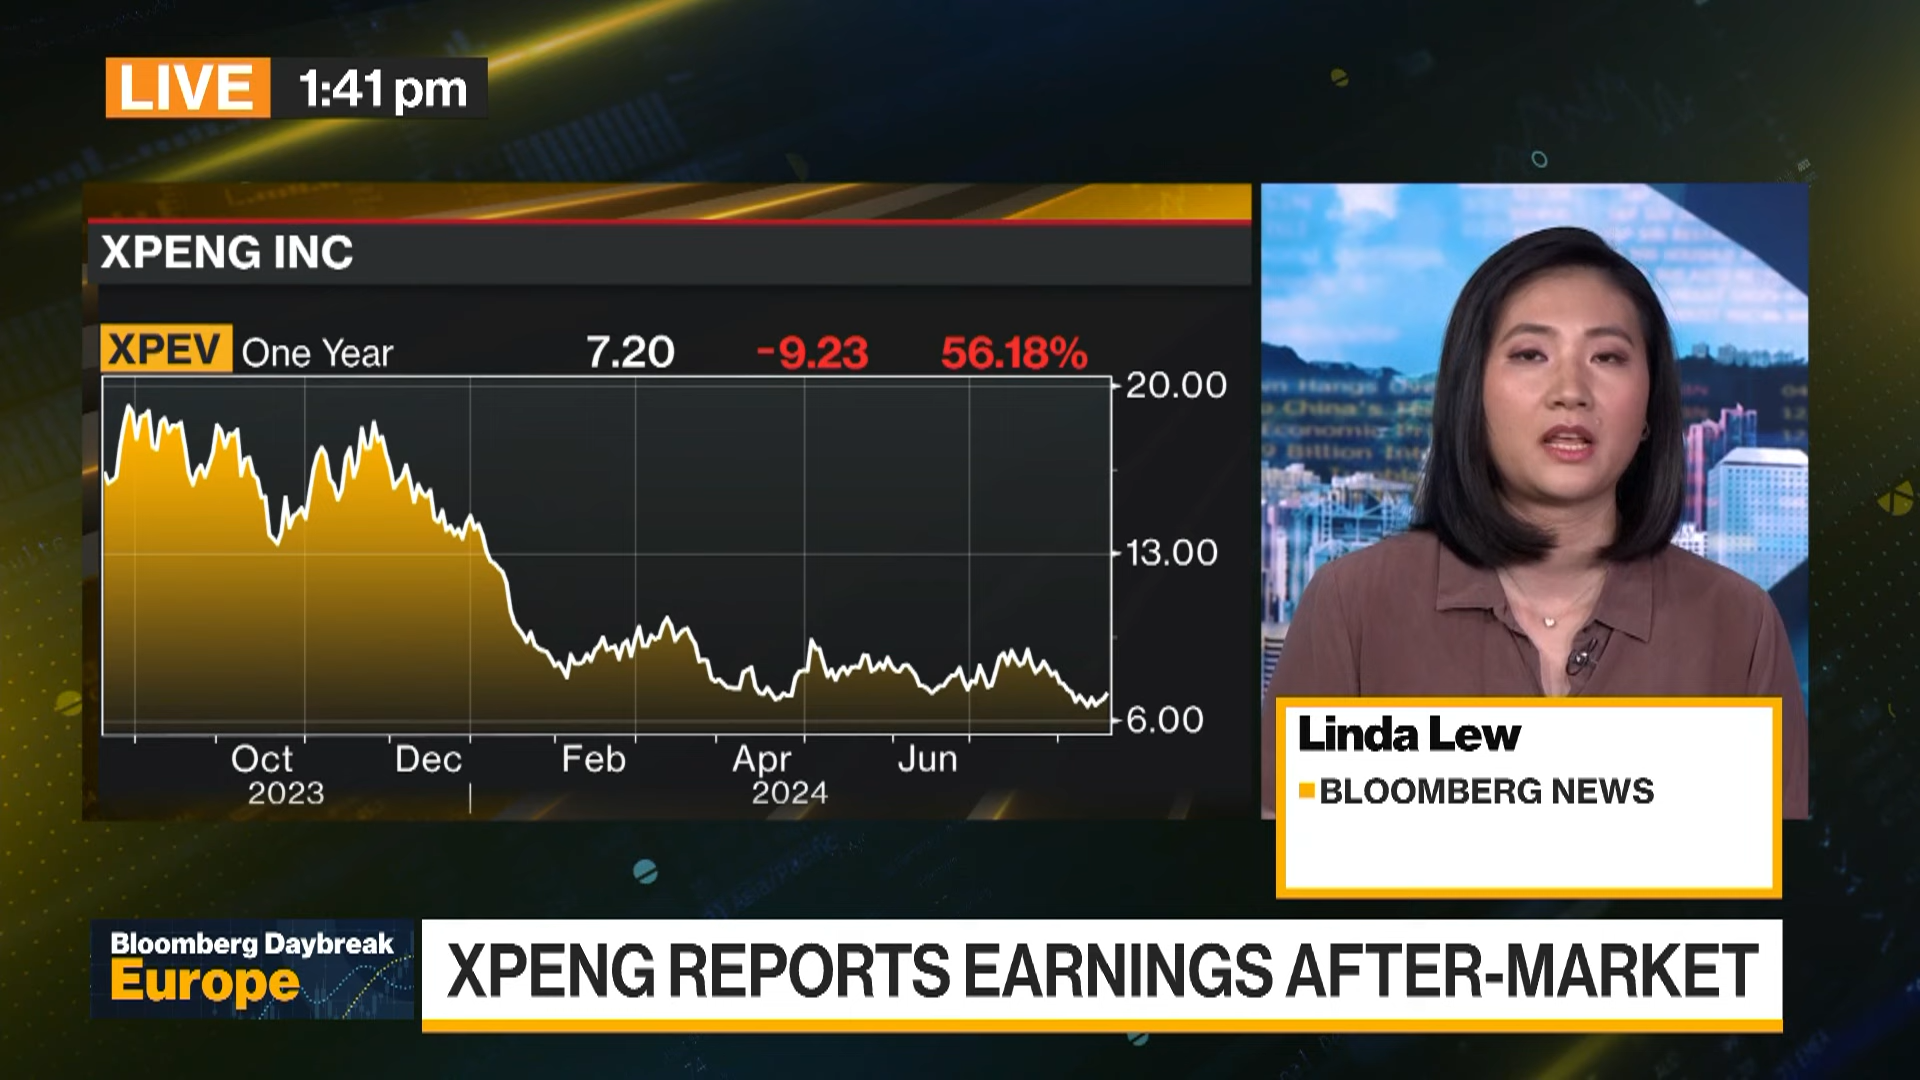 LIVE 1:41 pm
XPENG INC
XPEV One Year 7.20 -9.23 56.18%
20.00
13.00
6.00
Oct Dec Feb Apr Jun
2023 2024
Linda Lew
BLOOMBERG NEWS
Bloomberg Daybreak
Europe
XPENG REPORTS EARNINGS AFTER-MARKET